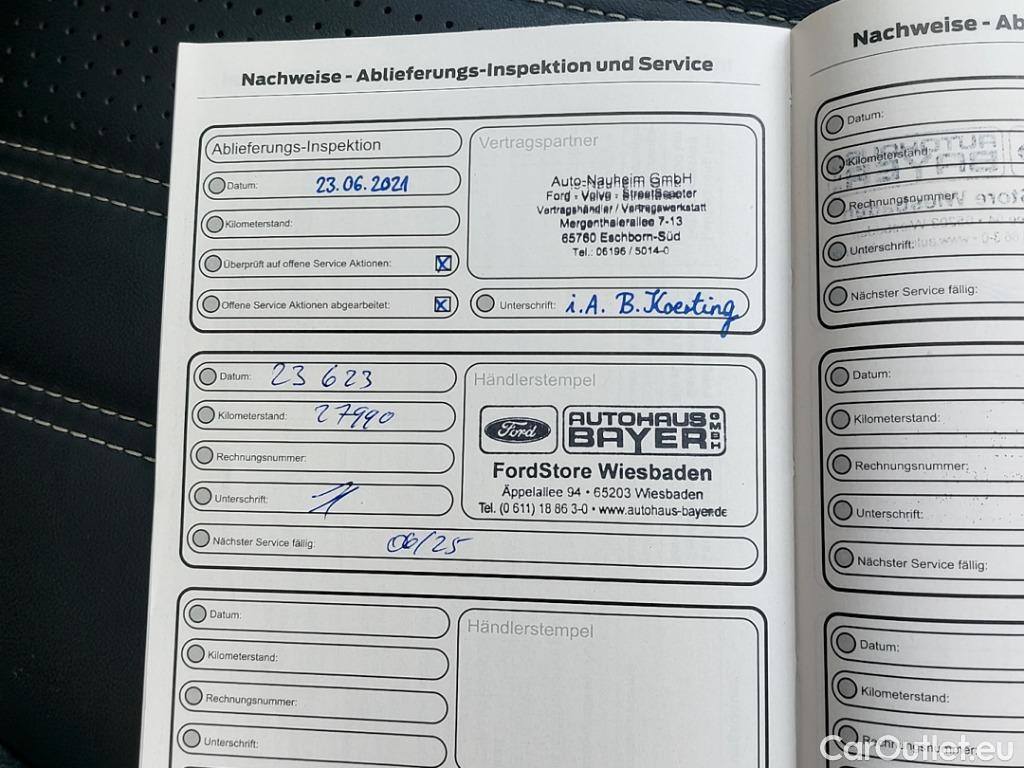 Nachweise - Ablieferungs-Inspektion und Service
Ablieferungs-Inspektion
Datum: 23.06.2021
Kilometerstand:
Überprüft auf offene Service Aktionen: X
Offene Service Aktionen abgearbeitet: X
Vertragspartner
Auto-Nauheim GmbH
Ford - Volvo - StreetScooter
Vertragshändler / Vertragswerkstatt
Mergenthalerallee 7-13
65760 Eschborn-Süd
Tel.: 06196 / 5014-0
Unterschrift: i.A. B. Koesting
Datum: 23 6 23
Kilometerstand: 27990
Rechnungsnummer:
Unterschrift:
Nächster Service fällig: 06/25
Händlerstempel
Ford
AUTOHAUS
BAYER GMBH
FordStore Wiesbaden
Äppelallee 94 • 65203 Wiesbaden
Tel. (0 611) 18 86 3-0 • www.autohaus-bayer.de
Datum:
Kilometerstand:
Rechnungsnummer:
Unterschrift:
Händlerstempel
Nachweise - Ab
Datum:
Kilometerstand:
Rechnungsnummer:
Unterschrift:
Nächster Service fällig:
Datum:
Kilometerstand:
Rechnungsnummer:
Unterschrift:
Nächster Service fällig:
Datum:
Kilometerstand:
Rechnungsnummer:
CarOutlet.eu